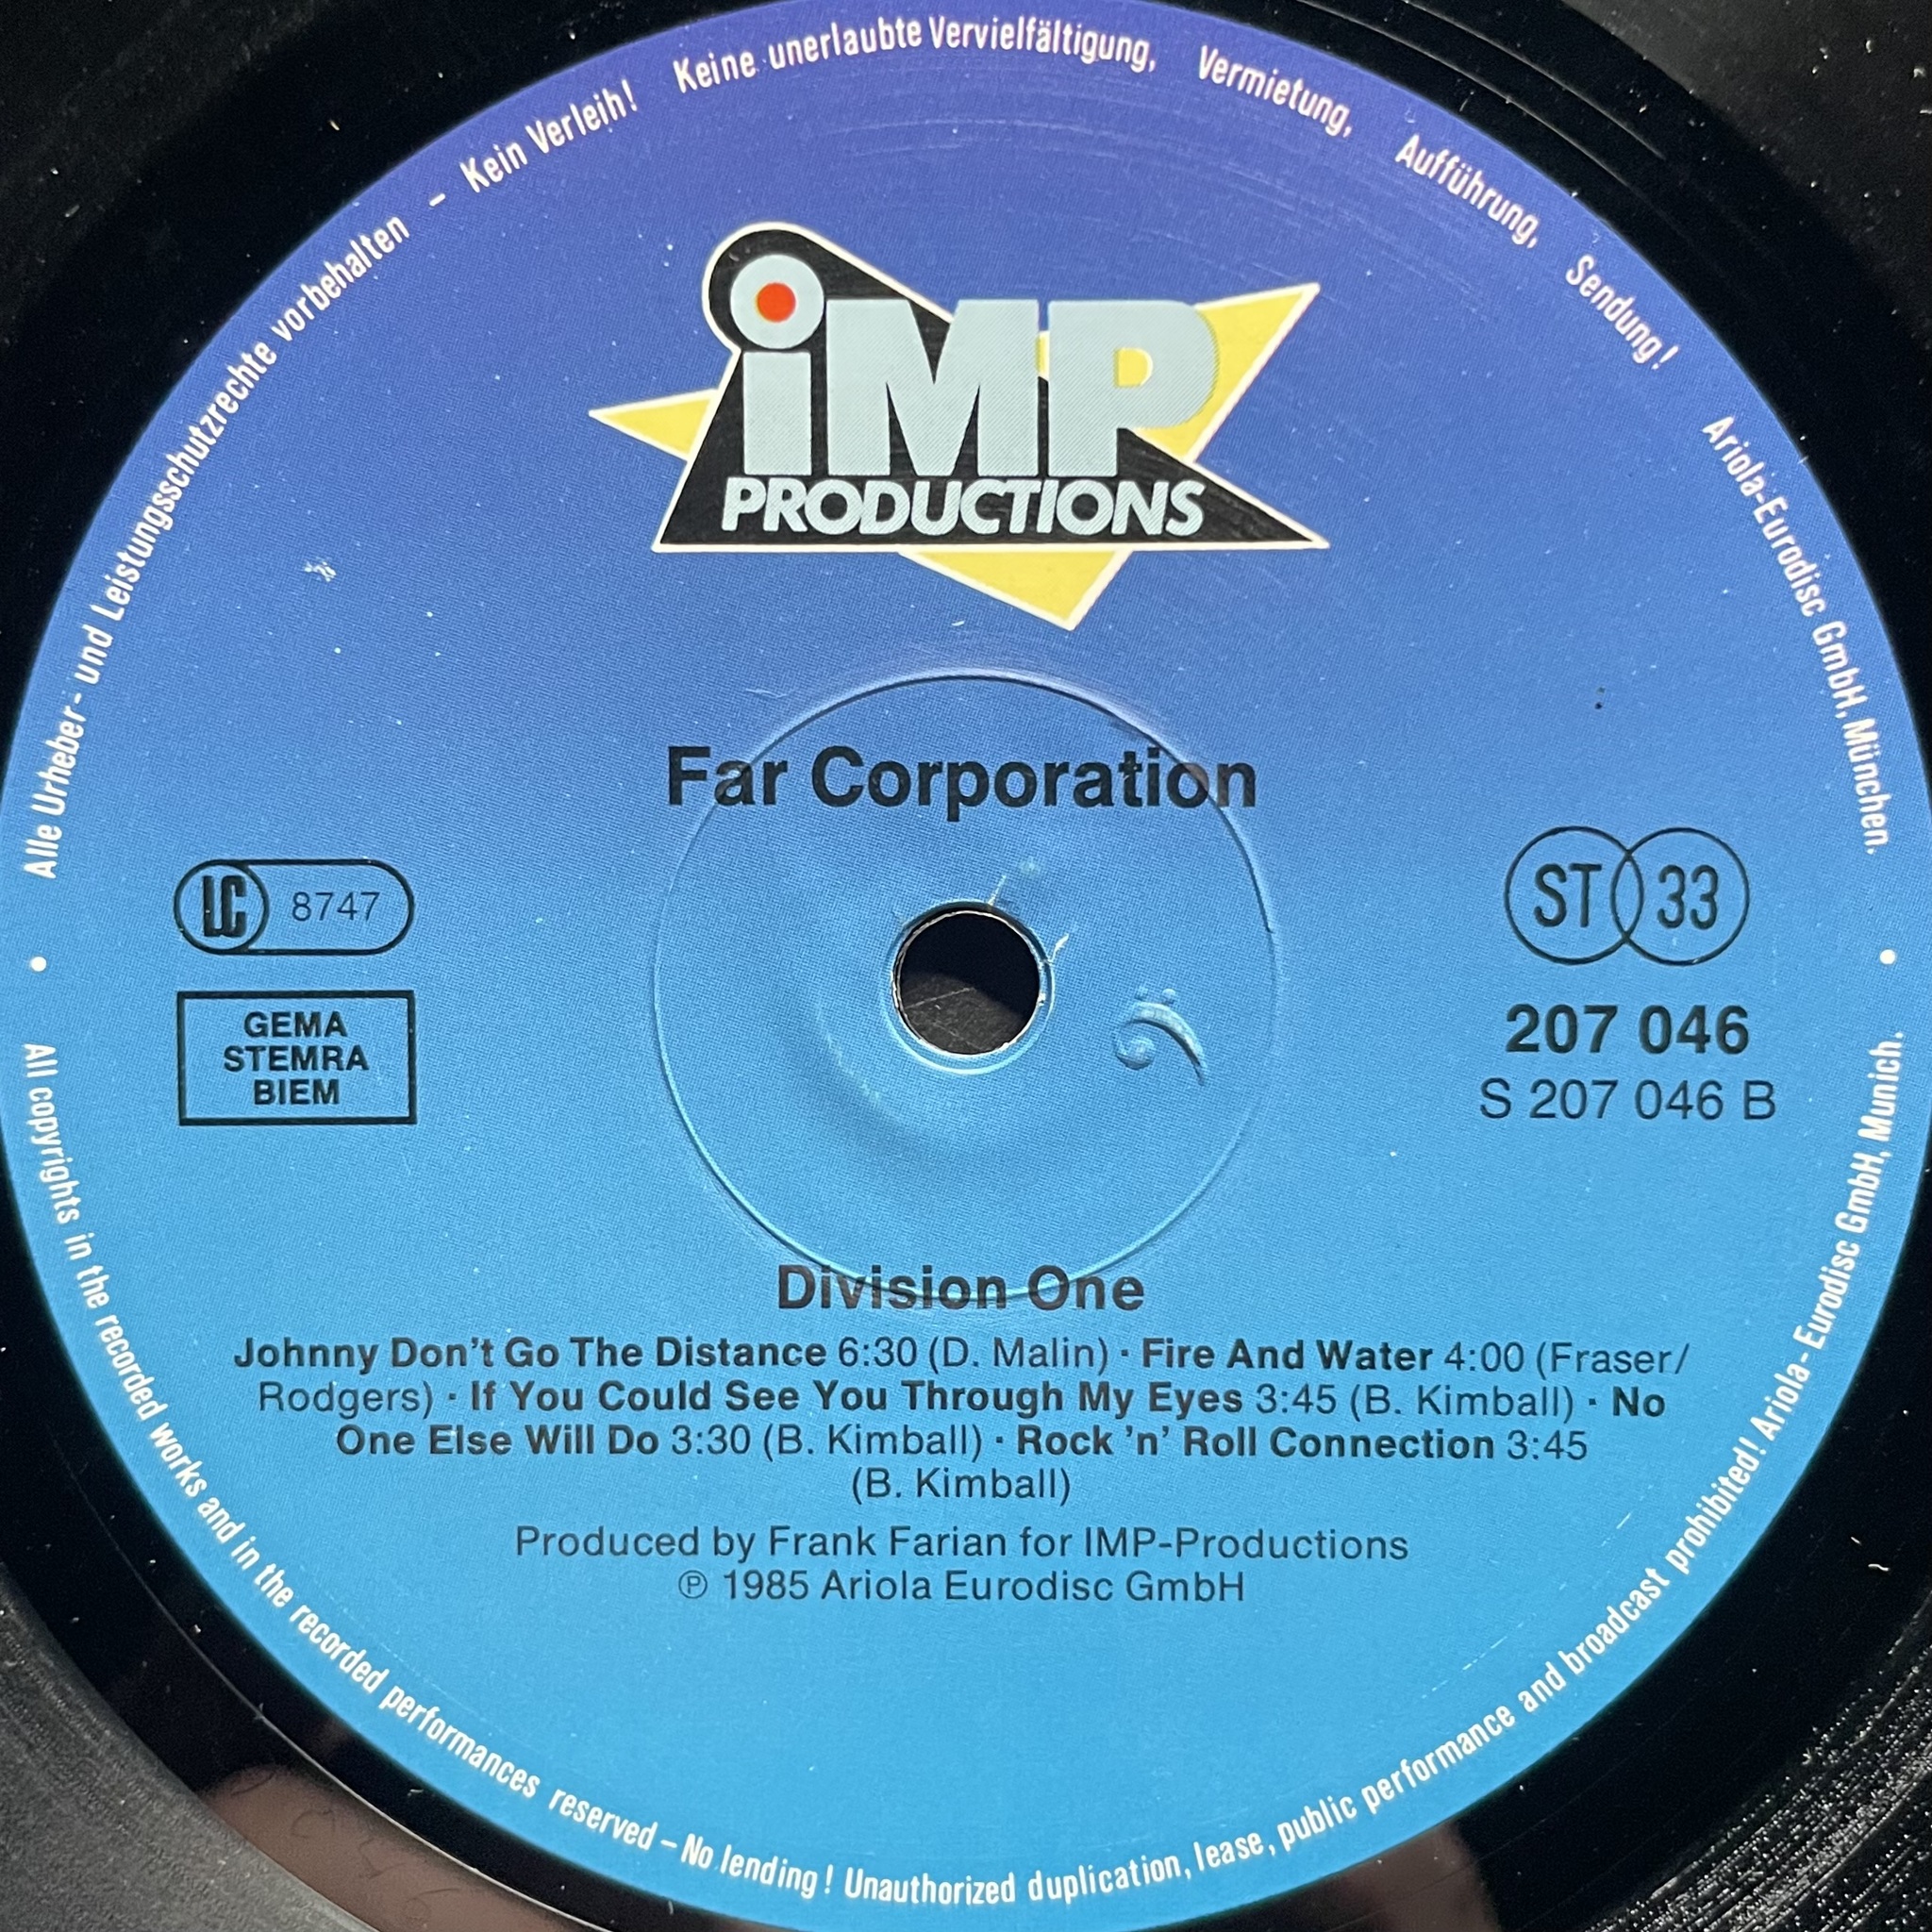 Alle Urheber- und Leistungsschutzrechte vorbehalten – Kein Verleih! Keine unerlaubte Vervielfältigung, Vermietung, Aufführung, Sendung! Ariola-Eurodisc GmbH, München.
iMP
PRODUCTIONS
Far Corporation
LC 8747
GEMA
STEMRA
BIEM
ST 33
207 046
S 207 046 B
Division One
Johnny Don't Go The Distance 6:30 (D. Malin) · Fire And Water 4:00 (Fraser/
Rodgers) · If You Could See You Through My Eyes 3:45 (B. Kimball) · No
One Else Will Do 3:30 (B. Kimball) · Rock 'n' Roll Connection 3:45
(B. Kimball)
Produced by Frank Farian for IMP-Productions
℗ 1985 Ariola Eurodisc GmbH
All copyrights in the recorded works and in the recorded performances reserved – No lending! Unauthorized duplication, lease, public performance and broadcast prohibited! Ariola-Eurodisc GmbH, Munich.